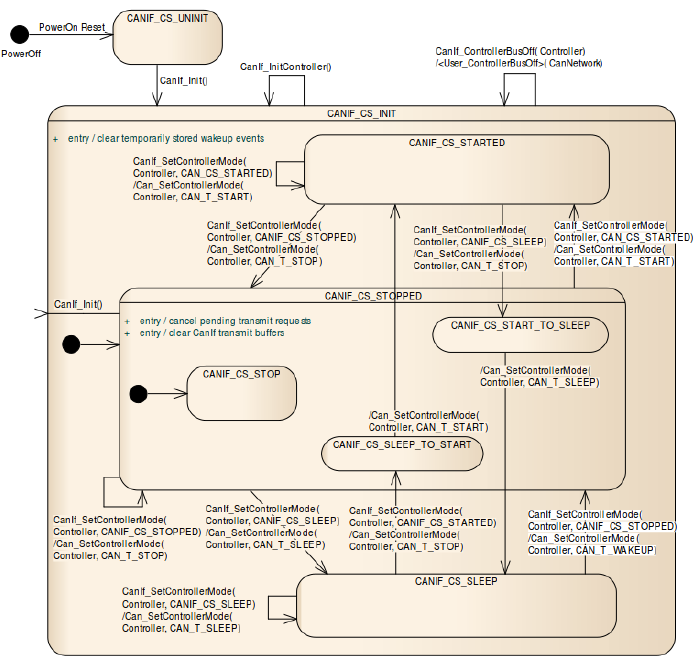 CANIF_CS_UNINIT
PowerOn Reset
PowerOff
CanIf_Init()
CanIf_InitController()
CanIf_ControllerBusOff( Controller)
/<User_ControllerBusOff>( CanNetwork)
CANIF_CS_INIT
+ entry / clear temporarily stored wakeup events
CANIF_CS_STARTED
CanIf_SetControllerMode(
Controller, CAN_CS_STARTED)
/Can_SetControllerMode(
Controller, CAN_T_START)
CanIf_SetControllerMode(
Controller, CANIF_CS_STOPPED)
/Can_SetControllerMode(
Controller, CAN_T_STOP)
CanIf_SetControllerMode(
Controller, CANIF_CS_SLEEP)
/Can_SetControllerMode(
Controller, CAN_T_STOP)
CanIf_SetControllerMode(
Controller, CAN_CS_STARTED)
/Can_SetControllerMode(
Controller, CAN_T_START)
CanIf_Init()
CANIF_CS_STOPPED
+ entry / cancel pending transmit requests
+ entry / clear CanIf transmit buffers
CANIF_CS_START_TO_SLEEP
CANIF_CS_STOP
/Can_SetControllerMode(
Controller, CAN_T_SLEEP)
/Can_SetControllerMode(
Controller, CAN_T_START)
CANIF_CS_SLEEP_TO_START
CanIf_SetControllerMode(
Controller, CANIF_CS_STOPPED)
/Can_SetControllerMode(
Controller, CAN_T_STOP)
CanIf_SetControllerMode(
Controller, CANIF_CS_SLEEP)
/Can_SetControllerMode(
Controller, CAN_T_SLEEP)
CanIf_SetControllerMode(
Controller, CANIF_CS_STARTED)
/Can_SetControllerMode(
Controller, CAN_T_STOP)
CanIf_SetControllerMode(
Controller, CANIF_CS_STOPPED)
/Can_SetControllerMode(
Controller, CAN_T_WAKEUP)
CANIF_CS_SLEEP
CanIf_SetControllerMode(
Controller, CANIF_CS_SLEEP)
/Can_SetControllerMode(
Controller, CAN_T_SLEEP)